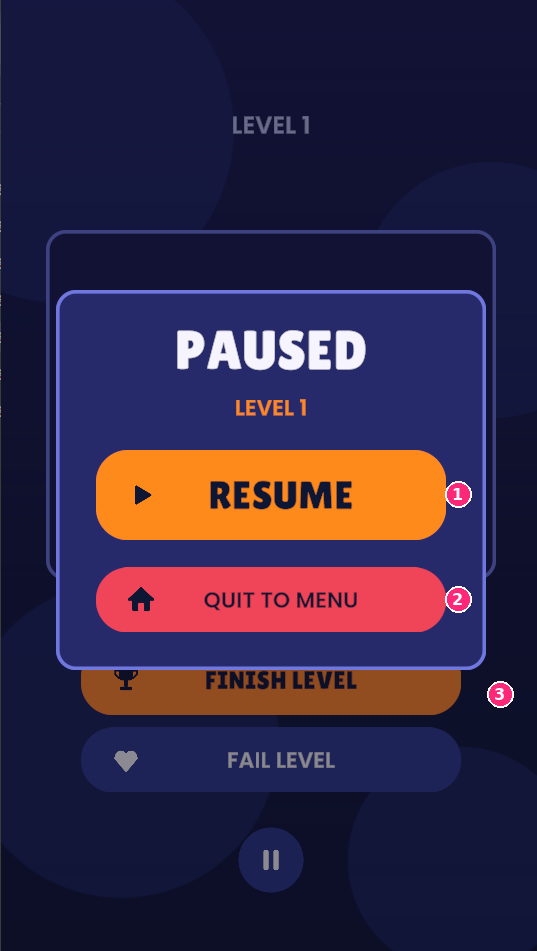 LEVEL 1
PAUSED
LEVEL 1
RESUME
1
QUIT TO MENU
2
FINISH LEVEL
3
FAIL LEVEL